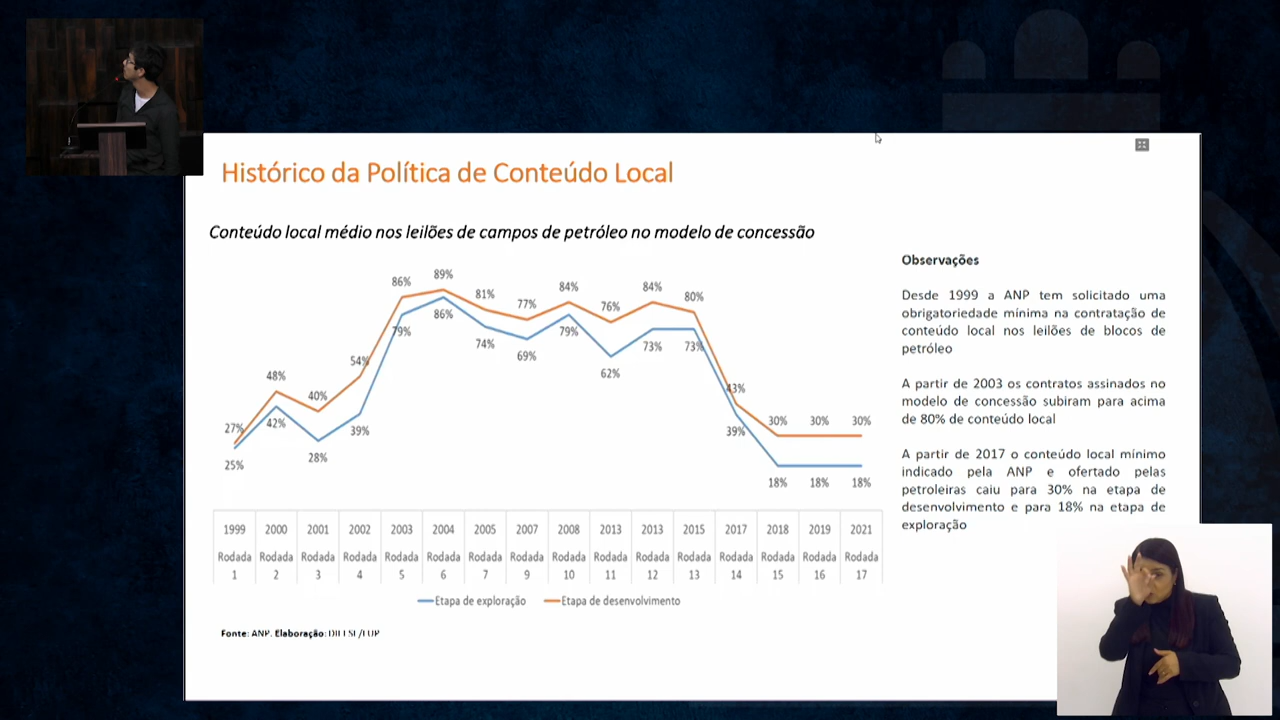 Histórico da Política de Conteúdo Local
Conteúdo local médio nos leilões de campos de petróleo no modelo de concessão
89%
86%
84%
84%
81%
80%
77%
76%
86%
79%
79%
74%
73%
73%
69%
62%
54%
48%
43%
40%
42%
39%
39%
30%
30%
30%
27%
28%
25%
18%
18%
18%
1999 2000 2001 2002 2003 2004 2005 2007 2008 2013 2013 2015 2017 2018 2019 2021
Rodada Rodada Rodada Rodada Rodada Rodada Rodada Rodada Rodada Rodada Rodada Rodada Rodada Rodada Rodada Rodada
1 2 3 4 5 6 7 9 10 11 12 13 14 15 16 17
Etapa de exploração Etapa de desenvolvimento
Fonte: ANP. Elaboração:
Observações
Desde 1999 a ANP tem solicitado uma
obrigatoriedade mínima na contratação de
conteúdo local nos leilões de blocos de
petróleo
A partir de 2003 os contratos assinados no
modelo de concessão subiram para acima
de 80% de conteúdo local
A partir de 2017 o conteúdo local mínimo
indicado pela ANP e ofertado pelas
petroleiras caiu para 30% na etapa de
desenvolvimento e para 18% na etapa de
exploração